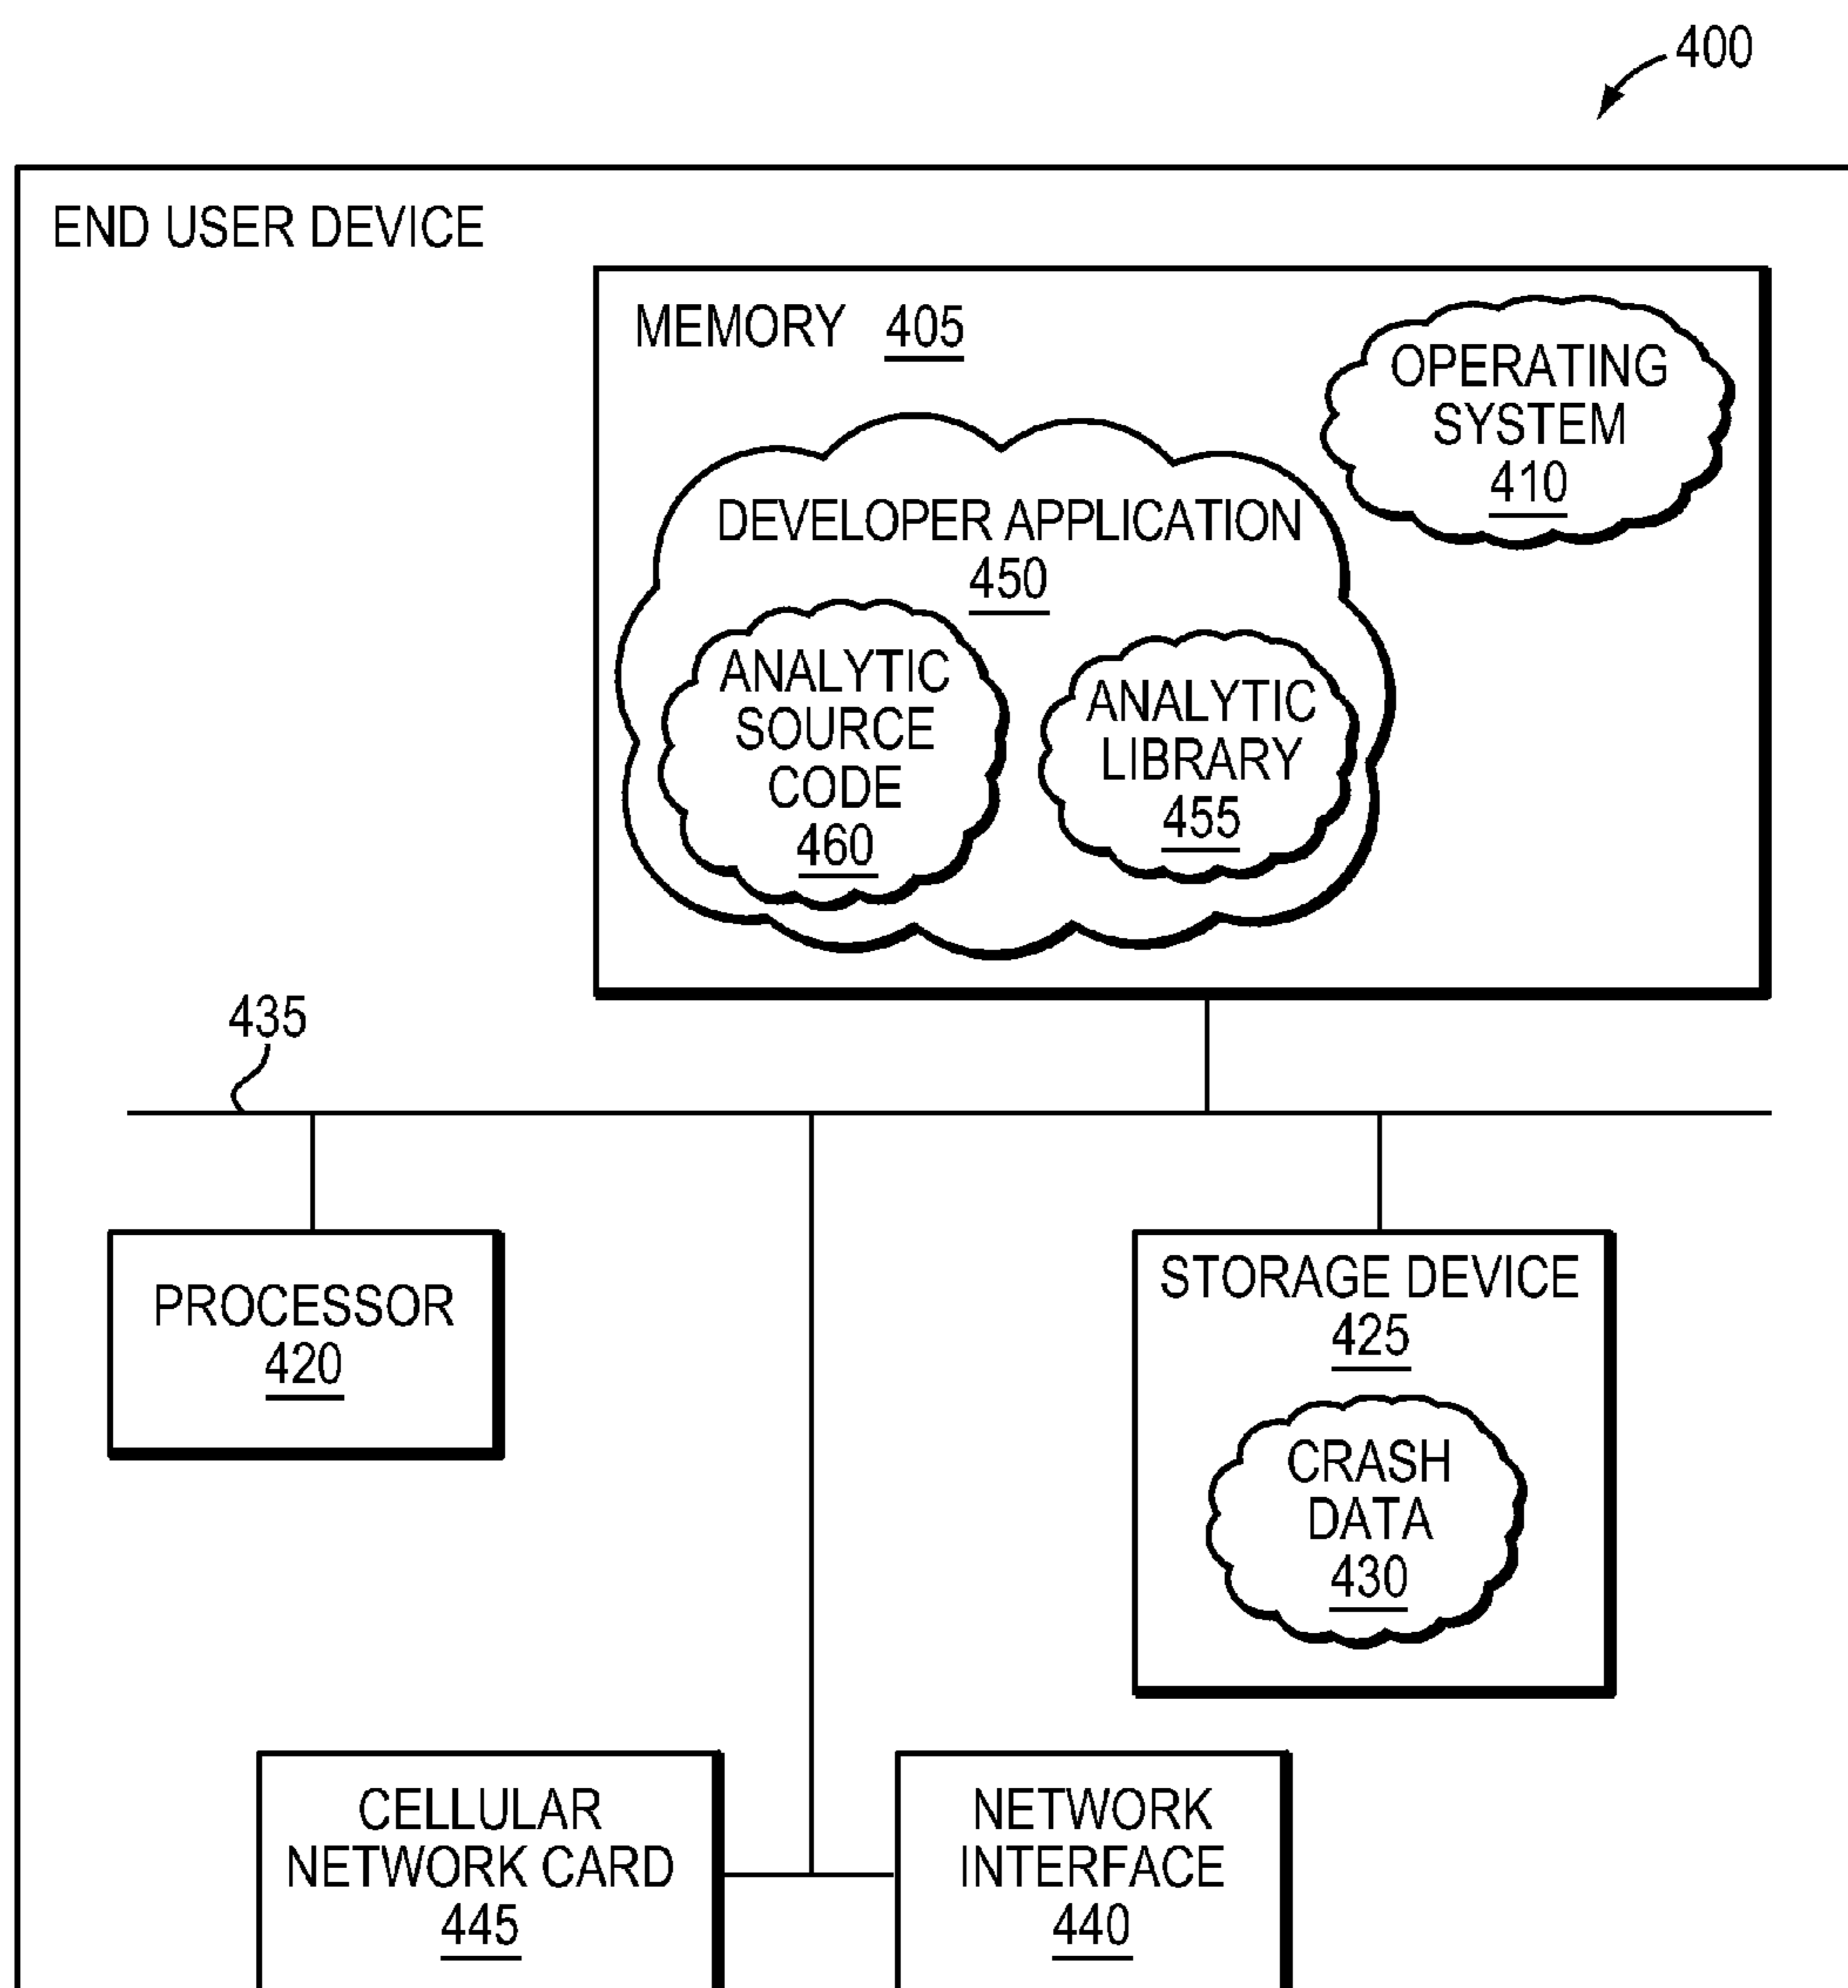 400
END USER DEVICE
MEMORY 405
OPERATING
SYSTEM
410
DEVELOPER APPLICATION
450
ANALYTIC
SOURCE
CODE
460
ANALYTIC
LIBRARY
455
435
PROCESSOR
420
STORAGE DEVICE
425
CRASH
DATA
430
CELLULAR
NETWORK CARD
445
NETWORK
INTERFACE
440